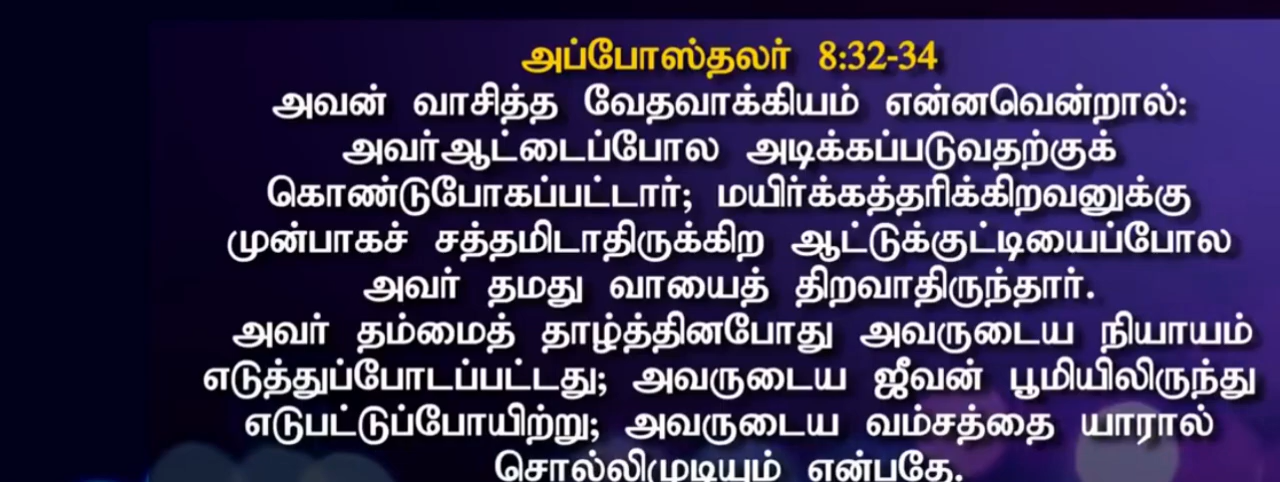 அப்போஸ்தலர் 8:32-34
அவன் வாசித்த வேதவாக்கியம் என்னவென்றால்:
அவர்ஆட்டைப்போல அடிக்கப்படுவதற்குக்
கொண்டுபோகப்பட்டார்; மயிர்க்கத்தரிக்கிறவனுக்கு
முன்பாகச் சத்தமிடாதிருக்கிற ஆட்டுக்குட்டியைப்போல
அவர் தமது வாயைத் திறவாதிருந்தார்.
அவர் தம்மைத் தாழ்த்தினபோது அவருடைய நியாயம்
எடுத்துப்போடப்பட்டது; அவருடைய ஜீவன் பூமியிலிருந்து
எடுபட்டுப்போயிற்று; அவருடைய வம்சத்தை யாரால்
சொல்லிமுடியும் என்பதே.